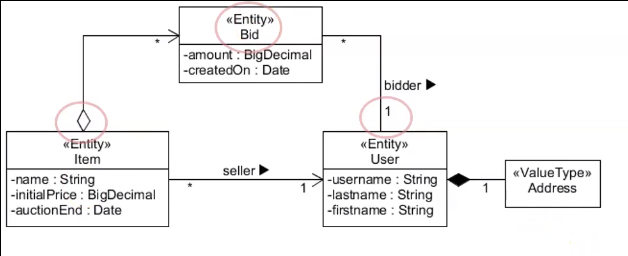 «Entity»
Bid
-amount : BigDecimal
-createdOn : Date
*
*
bidder ▶
1
«Entity»
Item
-name : String
-initialPrice : BigDecimal
-auctionEnd : Date
seller ▶
*
1
«Entity»
User
-username : String
-lastname : String
-firstname : String
1
«ValueType»
Address